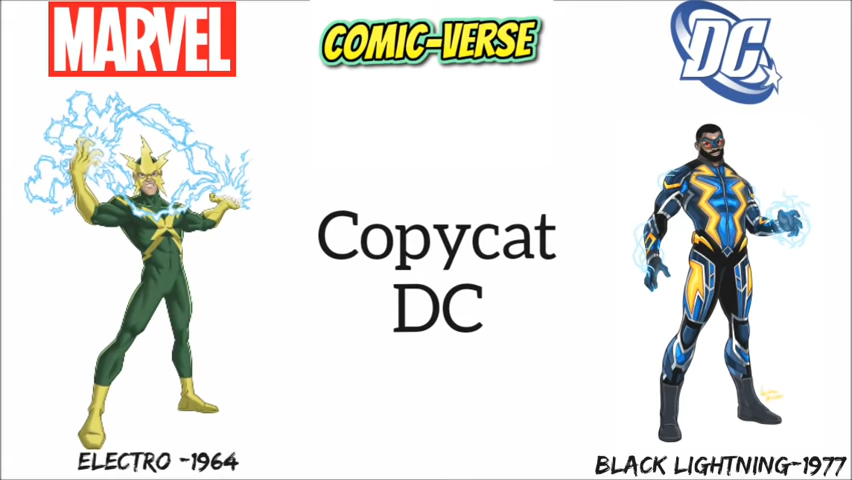 MARVEL
COMIC-VERSE
DC
Copycat
DC
ELECTRO -1964
BLACK LIGHTNING-1977